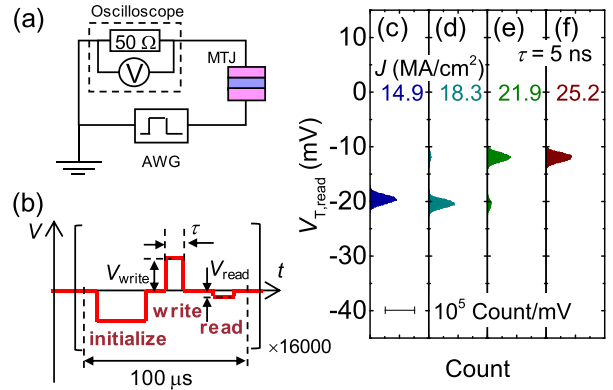 (a)
Oscilloscope
50 Ω
V
MTJ
AWG
(b)
V
τ
t
V_write
V_read
write
initialize
read
×16000
100 μs
(c) (d) (e) (f)
J (MA/cm²) τ = 5 ns
14.9 18.3 21.9 25.2
10
0
-10
-20
-30
-40
V_T,read (mV)
10⁵ Count/mV
Count